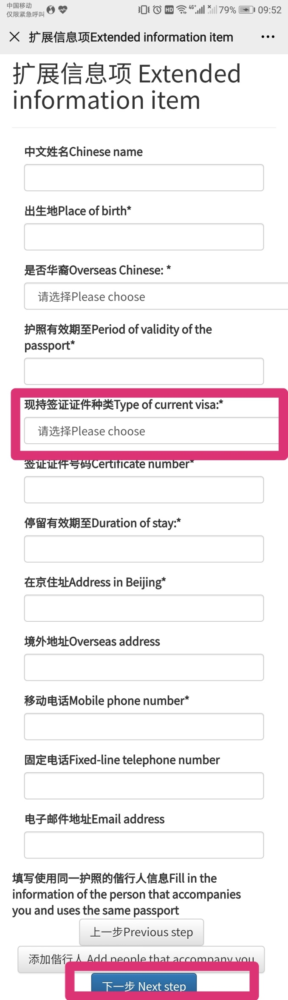 中国移动
仅限紧急呼叫
HD 4G+ 79% 09:52
扩展信息项Extended information item
扩展信息项 Extended
information item
中文姓名Chinese name
出生地Place of birth*
是否华裔Overseas Chinese: *
请选择Please choose
护照有效期至Period of validity of the
passport*
现持签证证件种类Type of current visa:*
请选择Please choose
签证证件号码Certificate number*
停留有效期至Duration of stay:*
在京住址Address in Beijing*
境外地址Overseas address
移动电话Mobile phone number*
固定电话Fixed-line telephone number
电子邮件地址Email address
填写使用同一护照的偕行人信息Fill in the
information of the person that accompanies
you and uses the same passport
上一步Previous step
添加偕行人 Add people that accompany you
下一步 Next step